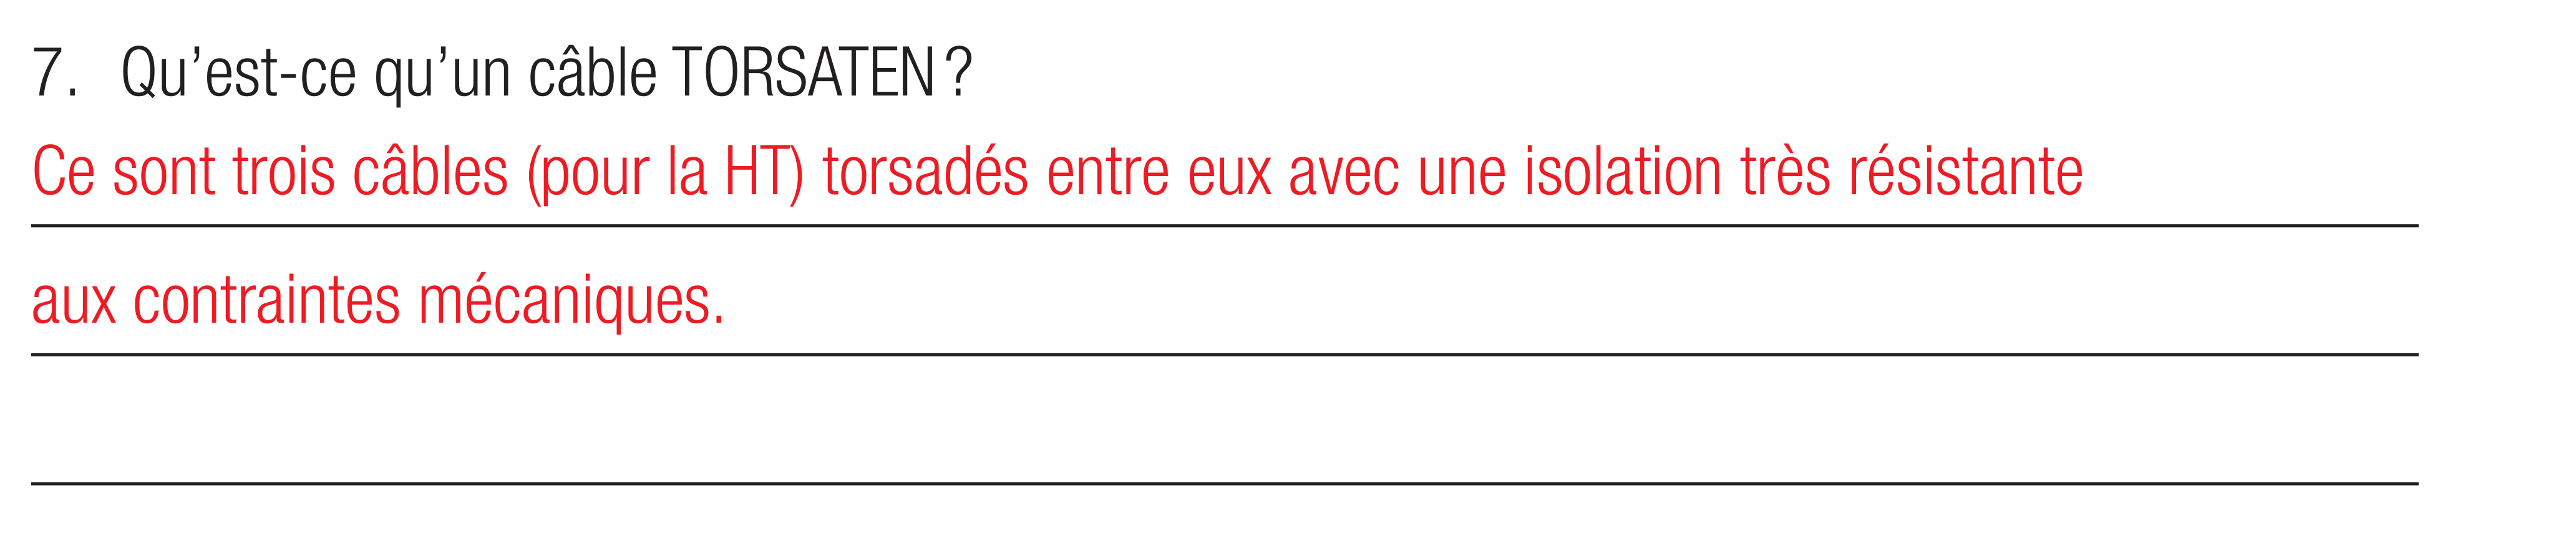 7. Qu’est-ce qu’un câble TORSATEN ?
Ce sont trois câbles (pour la HT) torsadés entre eux avec une isolation très résistante
aux contraintes mécaniques.